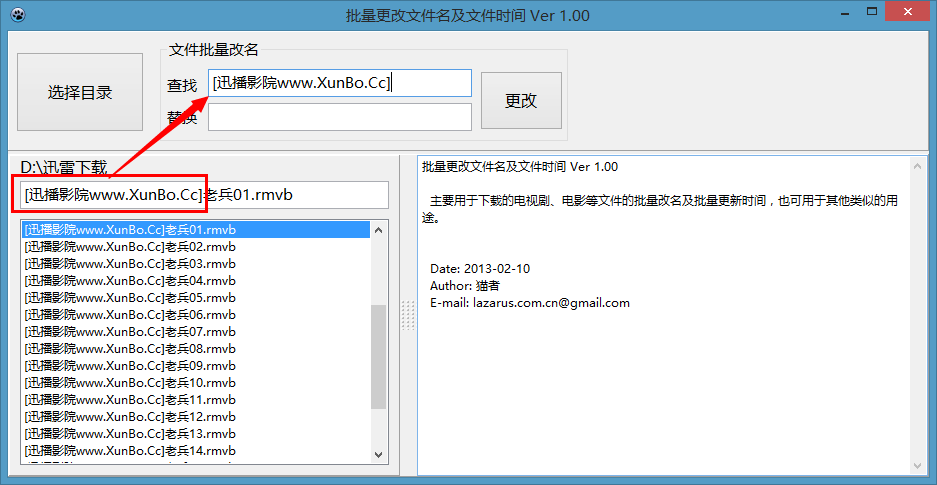 批量更改文件名及文件时间 Ver 1.00
选择目录
文件批量改名
查找
[迅播影院www.XunBo.Cc]
替换
更改
D:\迅雷下载
[迅播影院www.XunBo.Cc]老兵01.rmvb
[迅播影院www.XunBo.Cc]老兵01.rmvb
[迅播影院www.XunBo.Cc]老兵02.rmvb
[迅播影院www.XunBo.Cc]老兵03.rmvb
[迅播影院www.XunBo.Cc]老兵04.rmvb
[迅播影院www.XunBo.Cc]老兵05.rmvb
[迅播影院www.XunBo.Cc]老兵06.rmvb
[迅播影院www.XunBo.Cc]老兵07.rmvb
[迅播影院www.XunBo.Cc]老兵08.rmvb
[迅播影院www.XunBo.Cc]老兵09.rmvb
[迅播影院www.XunBo.Cc]老兵10.rmvb
[迅播影院www.XunBo.Cc]老兵11.rmvb
[迅播影院www.XunBo.Cc]老兵12.rmvb
[迅播影院www.XunBo.Cc]老兵13.rmvb
[迅播影院www.XunBo.Cc]老兵14.rmvb
批量更改文件名及文件时间 Ver 1.00
主要用于下载的电视剧、电影等文件的批量改名及批量更新时间，也可用于其他类似的用
途。
Date: 2013-02-10
Author: 猫者
E-mail: lazarus.com.cn@gmail.com